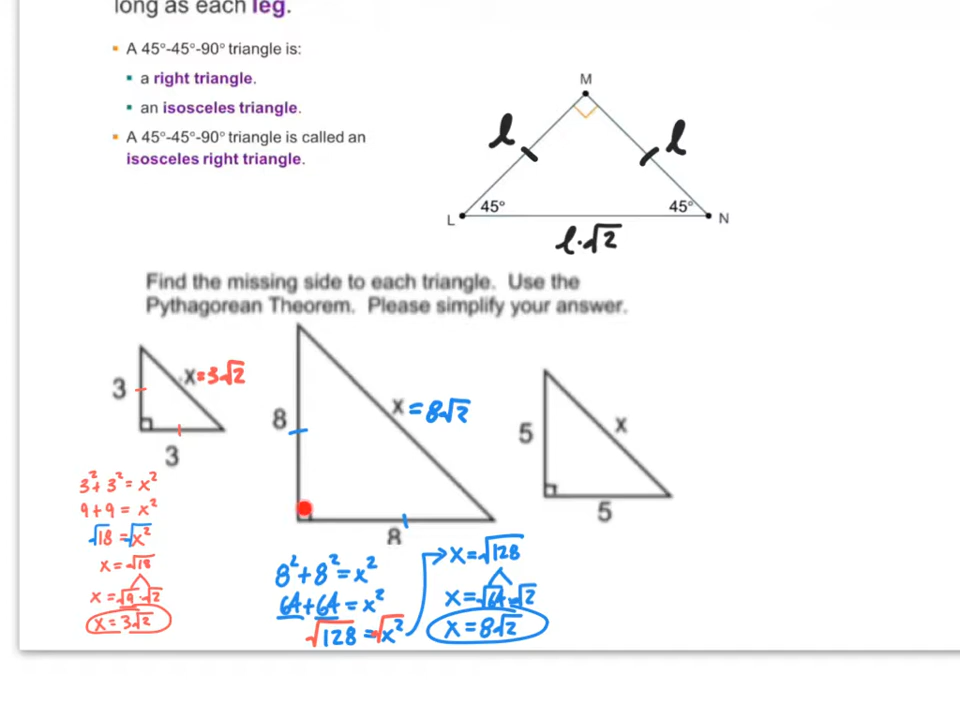 long as each leg.
▪ A 45°-45°-90° triangle is:
▪ a right triangle.
▪ an isosceles triangle.
▪ A 45°-45°-90° triangle is called an
isosceles right triangle.
M
l
l
45°
45°
L
N
l·√2
Find the missing side to each triangle. Use the
Pythagorean Theorem. Please simplify your answer.
3
x=3√2
3
8
x=8√2
8
5
x
5
3²+3²=x²
9+9=x²
√18=√x²
x=√18
x=√9·√2
x=3√2
8²+8²=x²
64+64=x²
√128=√x²
x=√128
x=√64·√2
x=8√2